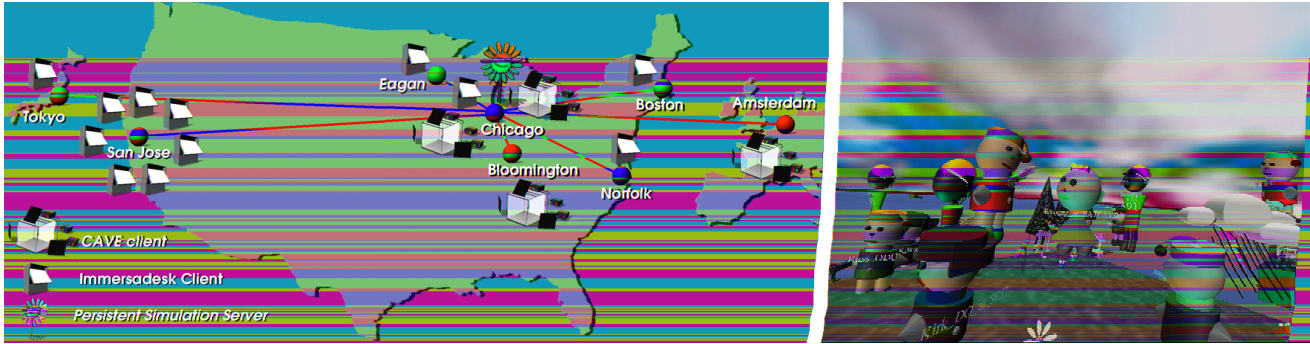 Eagan
Tokyo
Boston
Amsterdam
Chicago
San Jose
Bloomington
Norfolk
CAVE client
Immersadesk Client
Persistent Simulation Server